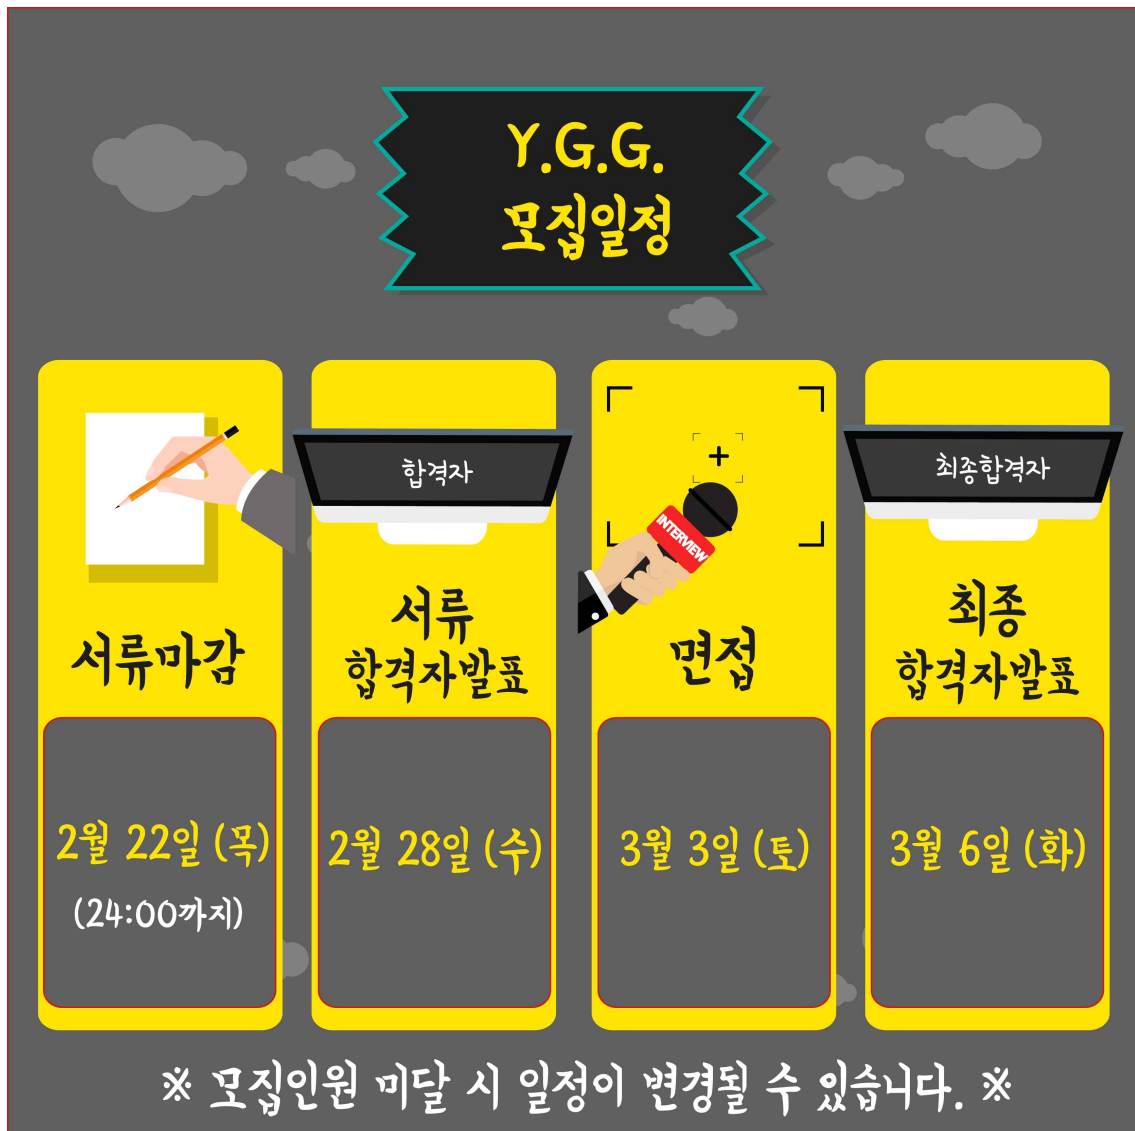 Y.G.G.
모집일정
서류마감
2월 22일 (목)
(24:00까지)
합격자
서류
합격자발표
2월 28일 (수)
INTERVIEW
면접
3월 3일 (토)
최종합격자
최종
합격자발표
3월 6일 (화)
※ 모집인원 미달 시 일정이 변경될 수 있습니다. ※